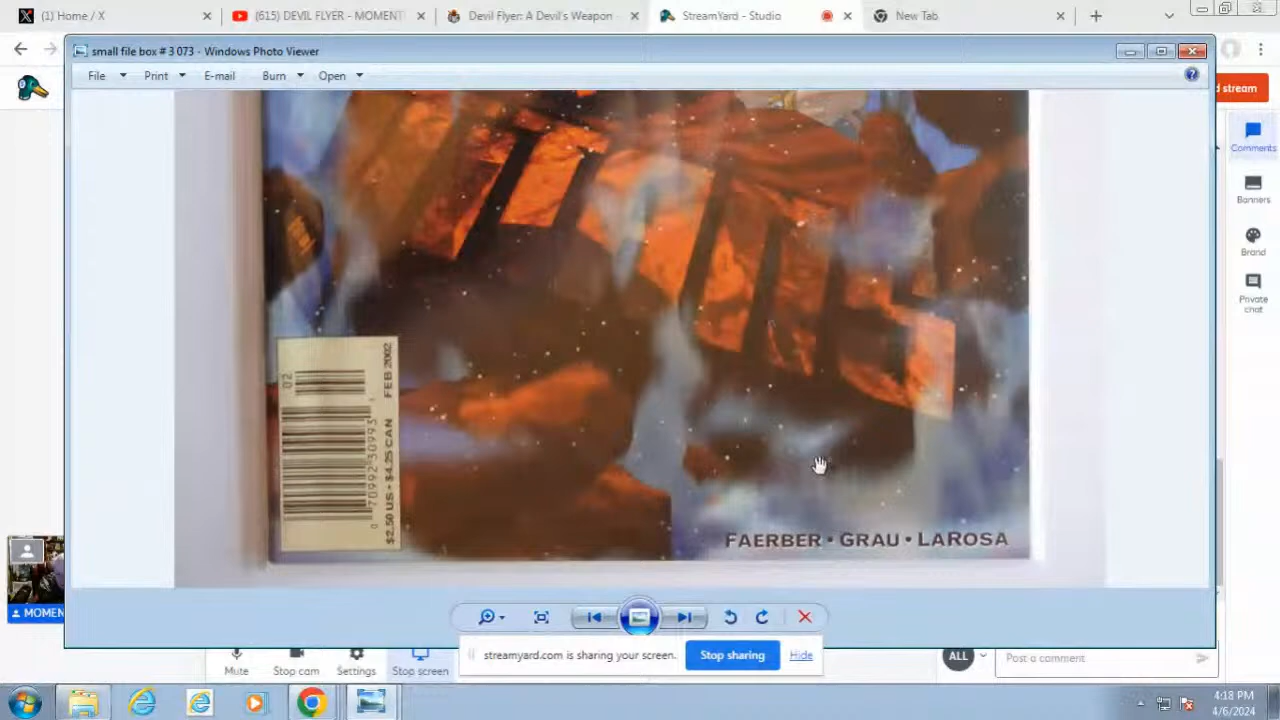 (1) Home / X
(615) DEVIL FLYER - MOMENT
Devil Flyer: A Devil's Weapon -
StreamYard - Studio
New Tab
small file box # 3 073 - Windows Photo Viewer
File
Print
E-mail
Burn
Open
d stream
Comments
Banners
Brand
Private
chat
02
FEB 2002
$2.50 US • $4.25 CAN
0 70992 30993
FAERBER • GRAU • LAROSA
MOMEN
streamyard.com is sharing your screen.
Stop sharing
Hide
Mute
Stop cam
Settings
Stop screen
ALL
Post a comment
4:18 PM
4/6/2024